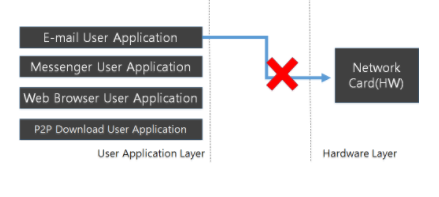 E-mail User Application
Messenger User Application
Web Browser User Application
P2P Download User Application
Network
Card(HW)
User Application Layer
Hardware Layer